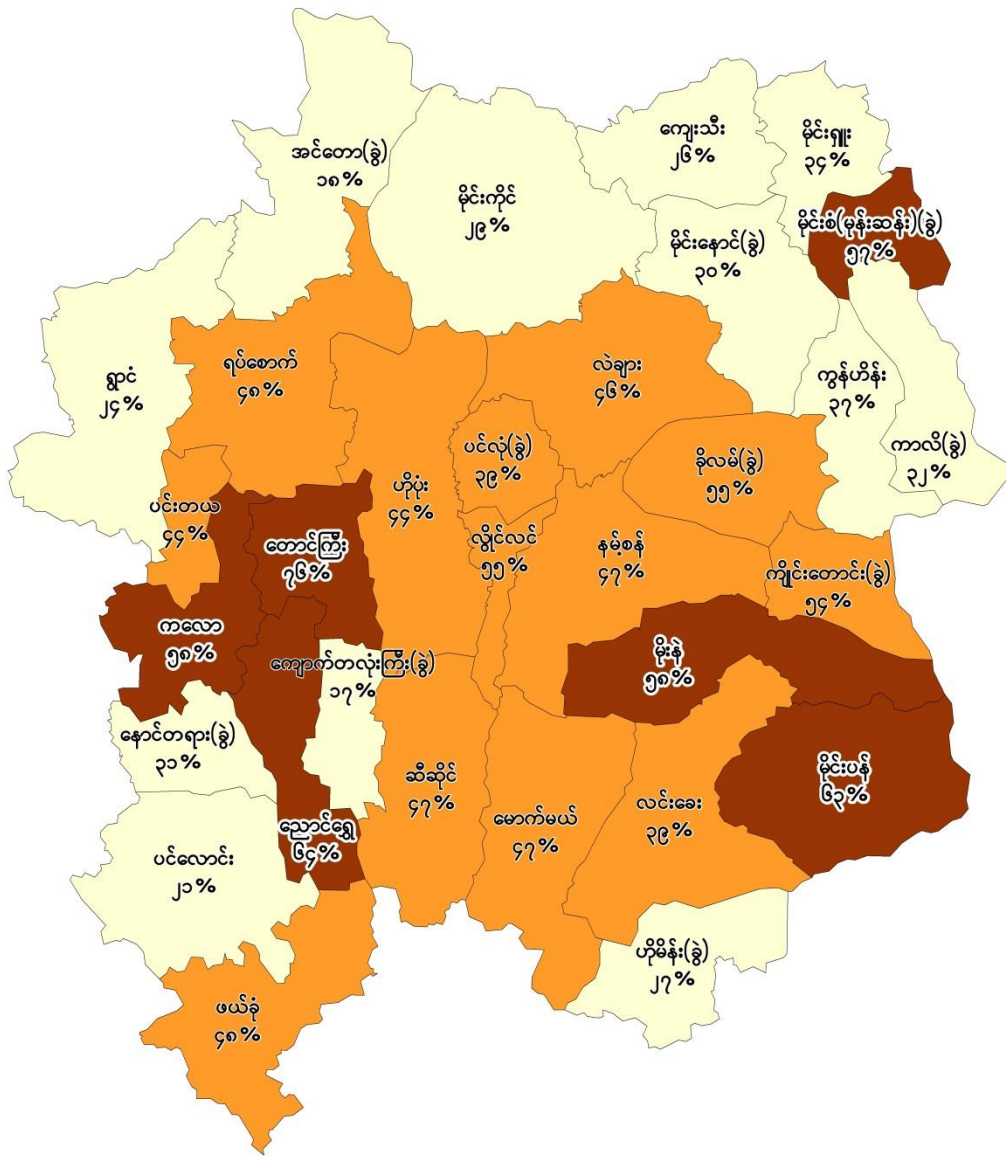 ကျေးသီး
၂၆%
မိုင်းရှူး
၃၄%
အင်တော(ခွဲ)
၁၈%
မိုင်းကိုင်
၂၉%
မိုင်းစံ(မုန်းဆန်း)(ခွဲ)
၅၇%
မိုင်းနောင်(ခွဲ)
၃၀%
ရပ်စောက်
၄၈%
လဲချား
၄၆%
ရွာငံ
၂၄%
ကွန်ဟိန်း
၃၇%
ပင်လုံ(ခွဲ)
၃၉%
ခိုလမ်(ခွဲ)
၅၅%
ကာလိ(ခွဲ)
၃၂%
ဟိုပုံး
၄၄%
ပင်းတယ
၄၄%
တောင်ကြီး
၇၆%
လွိုင်လင်
၅၅%
နမ့်စန်
၄၇%
ကျိုင်းတောင်း(ခွဲ)
၅၄%
ကလော
၅၈%
ကျောက်တလုံးကြီး(ခွဲ)
၁၇%
မိုးနဲ
၅၈%
နောင်တရား(ခွဲ)
၃၁%
ဆီဆိုင်
၄၇%
မိုင်းပန်
၆၃%
မောက်မယ်
၄၇%
လင်းခေး
၃၉%
ညောင်ရွှေ
၆၄%
ပင်လောင်း
၂၁%
ဟိုမိန်း(ခွဲ)
၂၇%
ဖယ်ခုံ
၄၈%